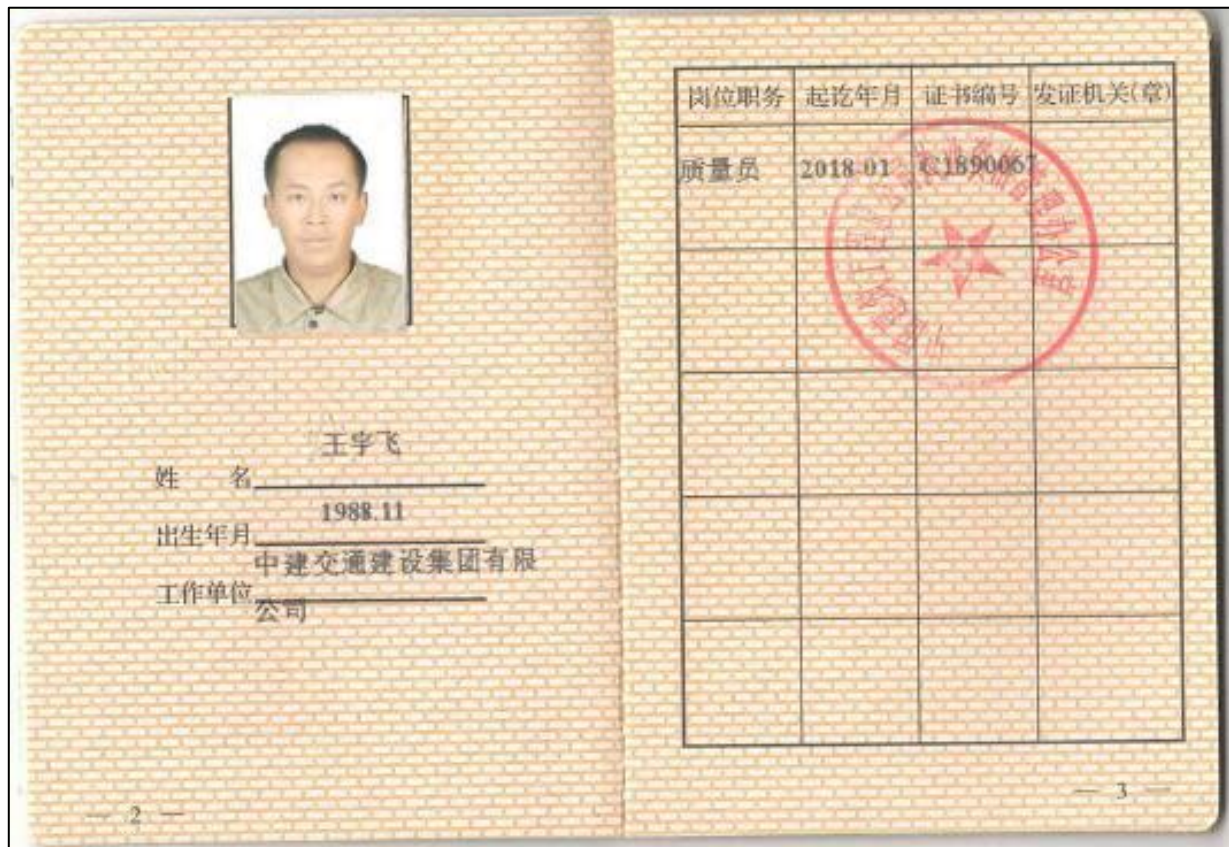 王宇飞
姓 名
1988.11
出生年月
中建交通建设集团有限
工作单位
公司
— 2 —
岗位职务 起讫年月 证书编号 发证机关(章)
质量员 2018 01 C1890067
— 3 —